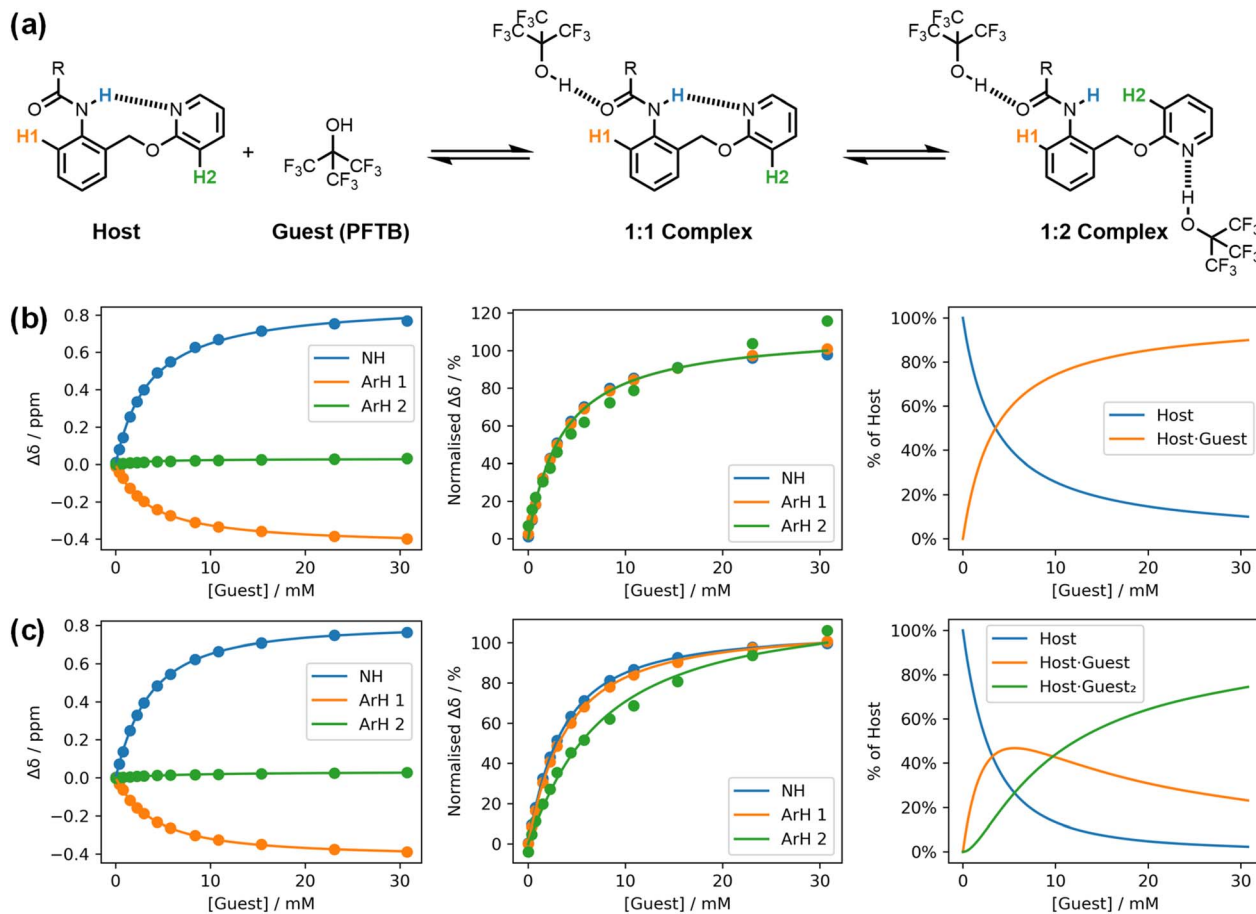 (a)
CF₃
F₃C CF₃
O
H
R
O
N
H
N
H1
O
H2
Host
+
OH
F₃C CF₃
CF₃
Guest (PFTB)
CF₃
F₃C CF₃
O
H
R
O
N
H
N
H1
O
H2
1:1 Complex
CF₃
F₃C CF₃
O
H
R
O
N
H
H2
H1
O
N
H
O
CF₃
CF₃
CF₃
1:2 Complex
(b)
Δδ / ppm
0.8
0.6
0.4
0.2
0.0
−0.2
−0.4
NH
ArH 1
ArH 2
0 10 20 30
[Guest] / mM
Normalised Δδ / %
120
100
80
60
40
20
0
NH
ArH 1
ArH 2
0 10 20 30
[Guest] / mM
% of Host
100%
80%
60%
40%
20%
0%
Host
Host·Guest
0 10 20 30
[Guest] / mM
(c)
Δδ / ppm
0.8
0.6
0.4
0.2
0.0
−0.2
−0.4
NH
ArH 1
ArH 2
0 10 20 30
[Guest] / mM
Normalised Δδ / %
100
80
60
40
20
0
NH
ArH 1
ArH 2
0 10 20 30
[Guest] / mM
% of Host
100%
80%
60%
40%
20%
0%
Host
Host·Guest
Host·Guest₂
0 10 20 30
[Guest] / mM